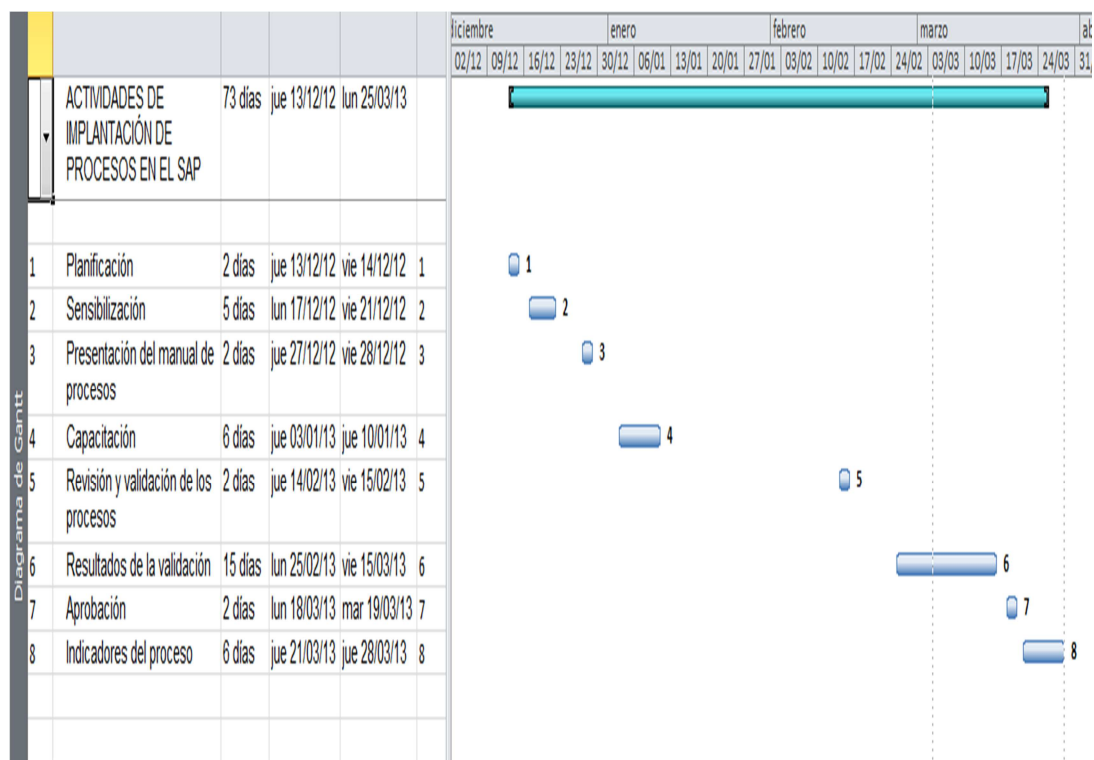 diciembre enero febrero marzo ab
02/12 09/12 16/12 23/12 30/12 06/01 13/01 20/01 27/01 03/02 10/02 17/02 24/02 03/03 10/03 17/03 24/03 31/
ACTIVIDADES DE 73 días jue 13/12/12 lun 25/03/13
IMPLANTACIÓN DE
PROCESOS EN EL SAP
1 Planificación 2 días jue 13/12/12 vie 14/12/12 1 1
2 Sensibilización 5 días lun 17/12/12 vie 21/12/12 2 2
3 Presentación del manual de 2 días jue 27/12/12 vie 28/12/12 3 3
procesos
4 Capacitación 6 días jue 03/01/13 jue 10/01/13 4 4
5 Revisión y validación de los 2 días jue 14/02/13 vie 15/02/13 5 5
procesos
6 Resultados de la validación 15 días lun 25/02/13 vie 15/03/13 6 6
7 Aprobación 2 días lun 18/03/13 mar 19/03/13 7 7
8 Indicadores del proceso 6 días jue 21/03/13 jue 28/03/13 8 8
Diagrama de Gantt